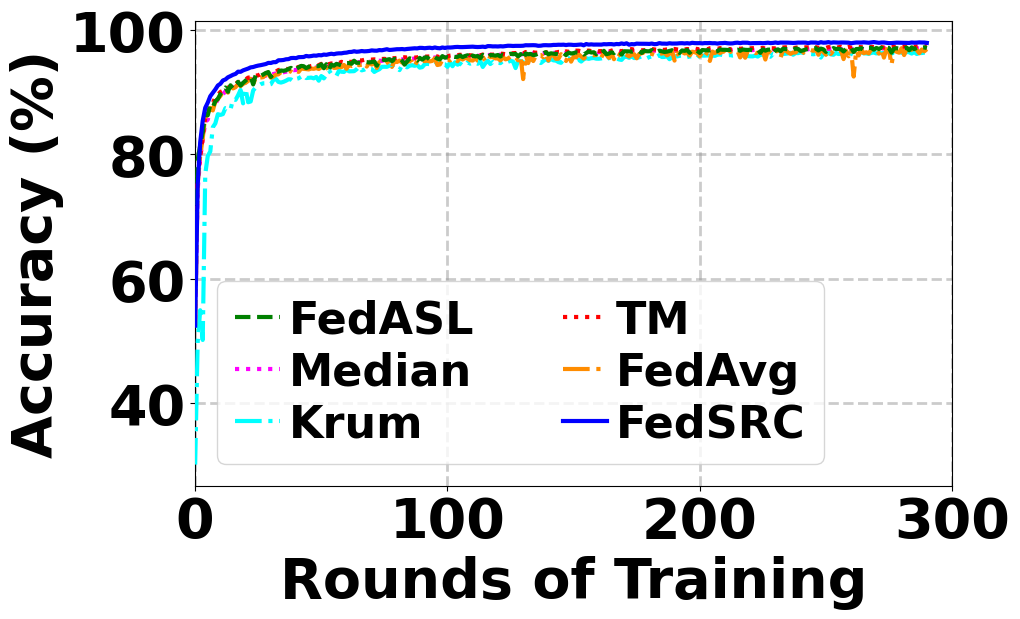 100
80
60
40
Accuracy (%)
FedASL
Median
Krum
TM
FedAvg
FedSRC
0 100 200 300
Rounds of Training